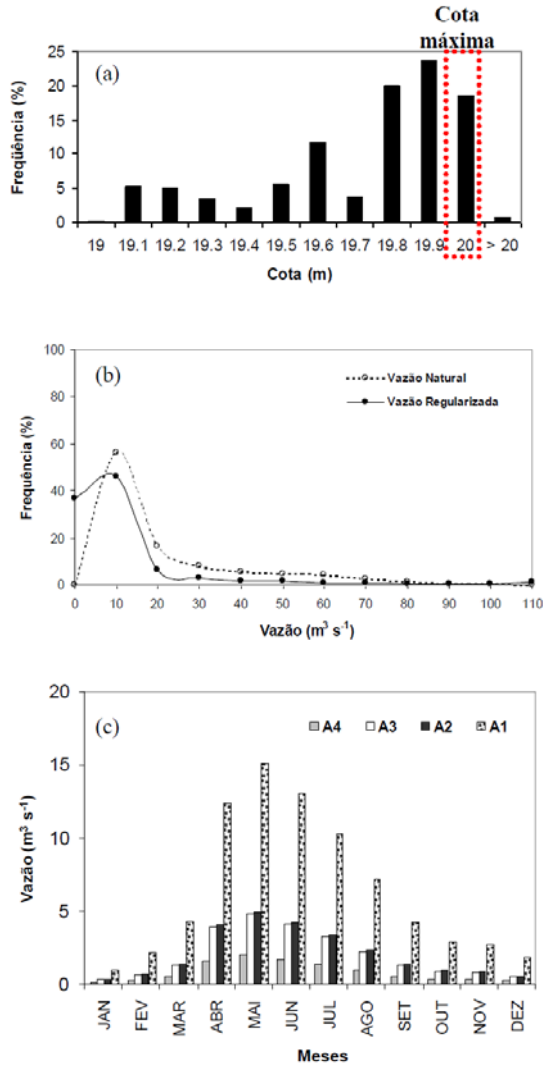 Cota
máxima
(a)
25
20
15
10
5
0
Freqüência (%)
19 19.1 19.2 19.3 19.4 19.5 19.6 19.7 19.8 19.9 20 > 20
Cota (m)
(b)
100
80
60
40
20
0
Frequência (%)
Vazão Natural
Vazão Regularizada
0 10 20 30 40 50 60 70 80 90 100 110
Vazão (m³ s⁻¹)
(c)
20
15
10
5
0
Vazão (m³ s⁻¹)
A4 A3 A2 A1
JAN FEV MAR ABR MAI JUN JUL AGO SET OUT NOV DEZ
Meses